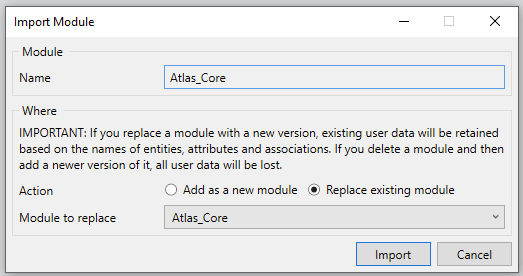 Import Module
Module
Name
Atlas_Core
Where
IMPORTANT: If you replace a module with a new version, existing user data will be retained
based on the names of entities, attributes and associations. If you delete a module and then
add a newer version of it, all user data will be lost.
Action
Add as a new module
Replace existing module
Module to replace
Atlas_Core
Import
Cancel